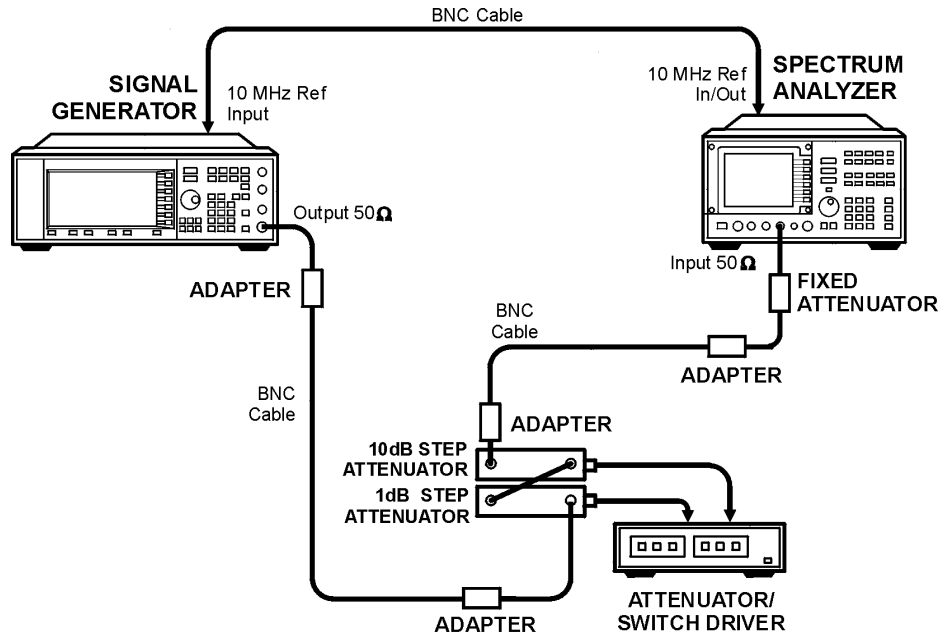 BNC Cable
SIGNAL
GENERATOR
10 MHz Ref
Input
10 MHz Ref
In/Out
SPECTRUM
ANALYZER
Output 50Ω
Input 50Ω
ADAPTER
FIXED
ATTENUATOR
BNC
Cable
ADAPTER
BNC
Cable
ADAPTER
10dB STEP
ATTENUATOR
1dB STEP
ATTENUATOR
ADAPTER
ATTENUATOR/
SWITCH DRIVER